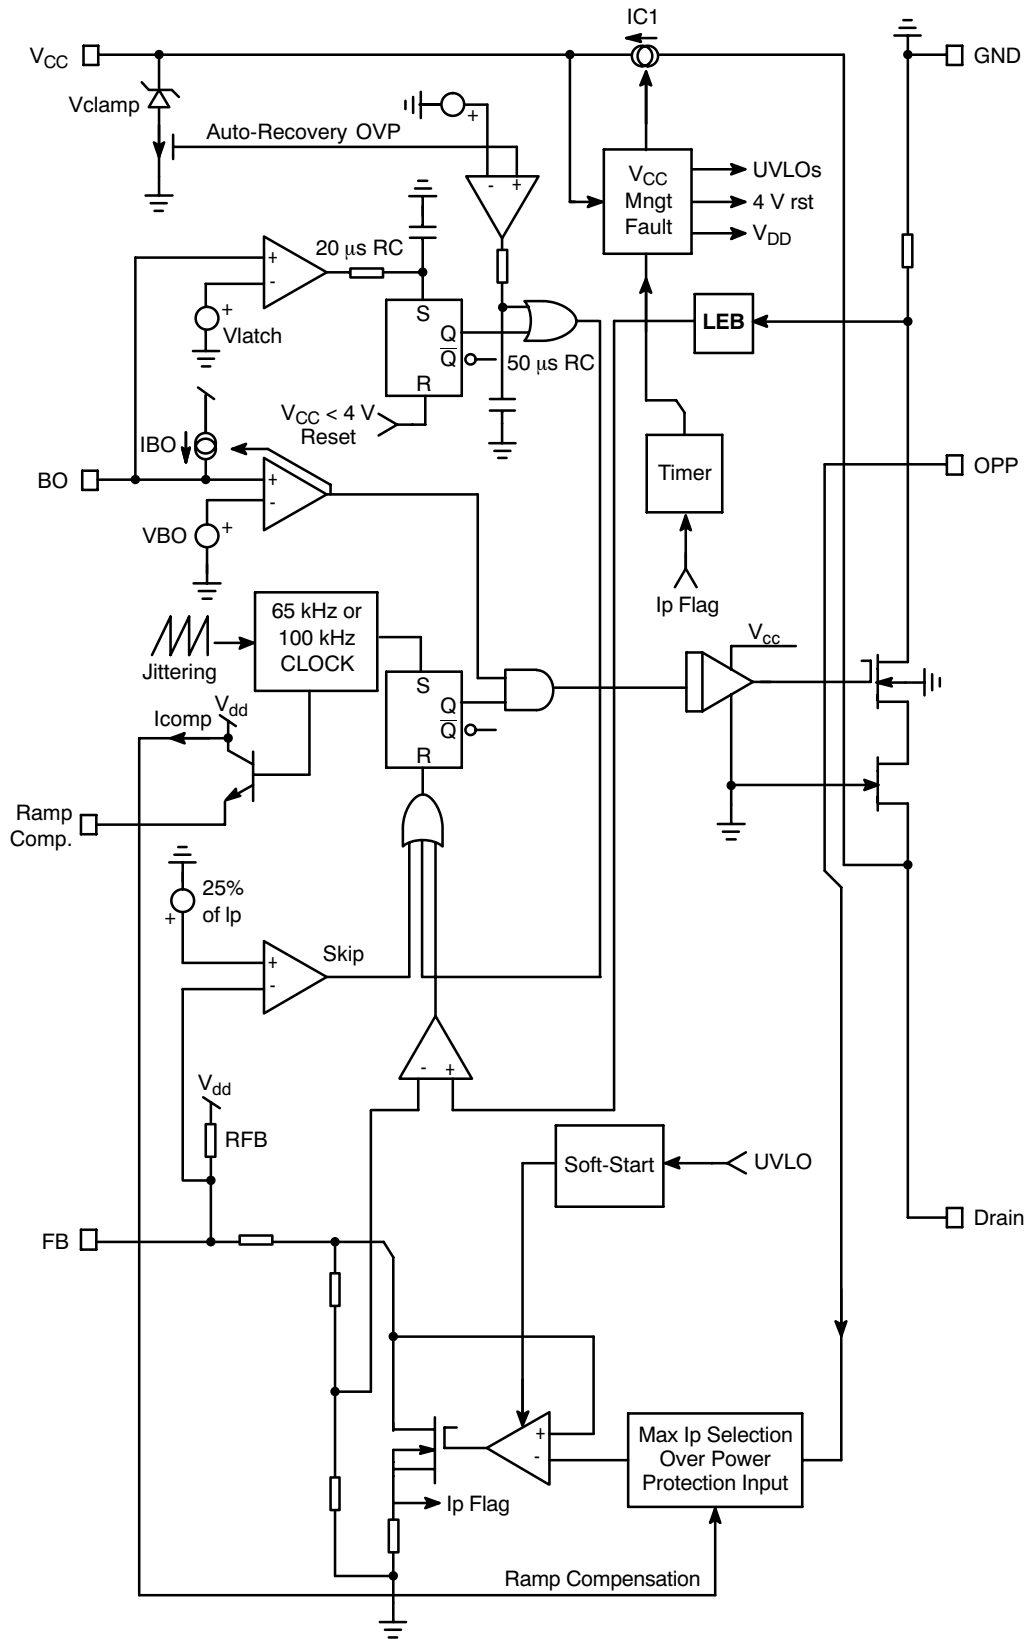 IC1
VCC
GND
Vclamp
+
Auto-Recovery OVP
- +
VCC
Mngt
Fault
UVLOs
4 V rst
VDD
20 μs RC
+
-
+
Vlatch
S
Q
Q
R
50 μs RC
LEB
VCC < 4 V
Reset
IBO
BO
+
-
VBO
+
Timer
OPP
Ip Flag
65 kHz or
100 kHz
CLOCK
Jittering
S
Q
Q
R
Vcc
Icomp
Vdd
Ramp
Comp.
25%
of Ip
+
+
-
Skip
- +
Vdd
RFB
Soft-Start
UVLO
FB
Drain
+
-
Max Ip Selection
Over Power
Protection Input
Ip Flag
Ramp Compensation